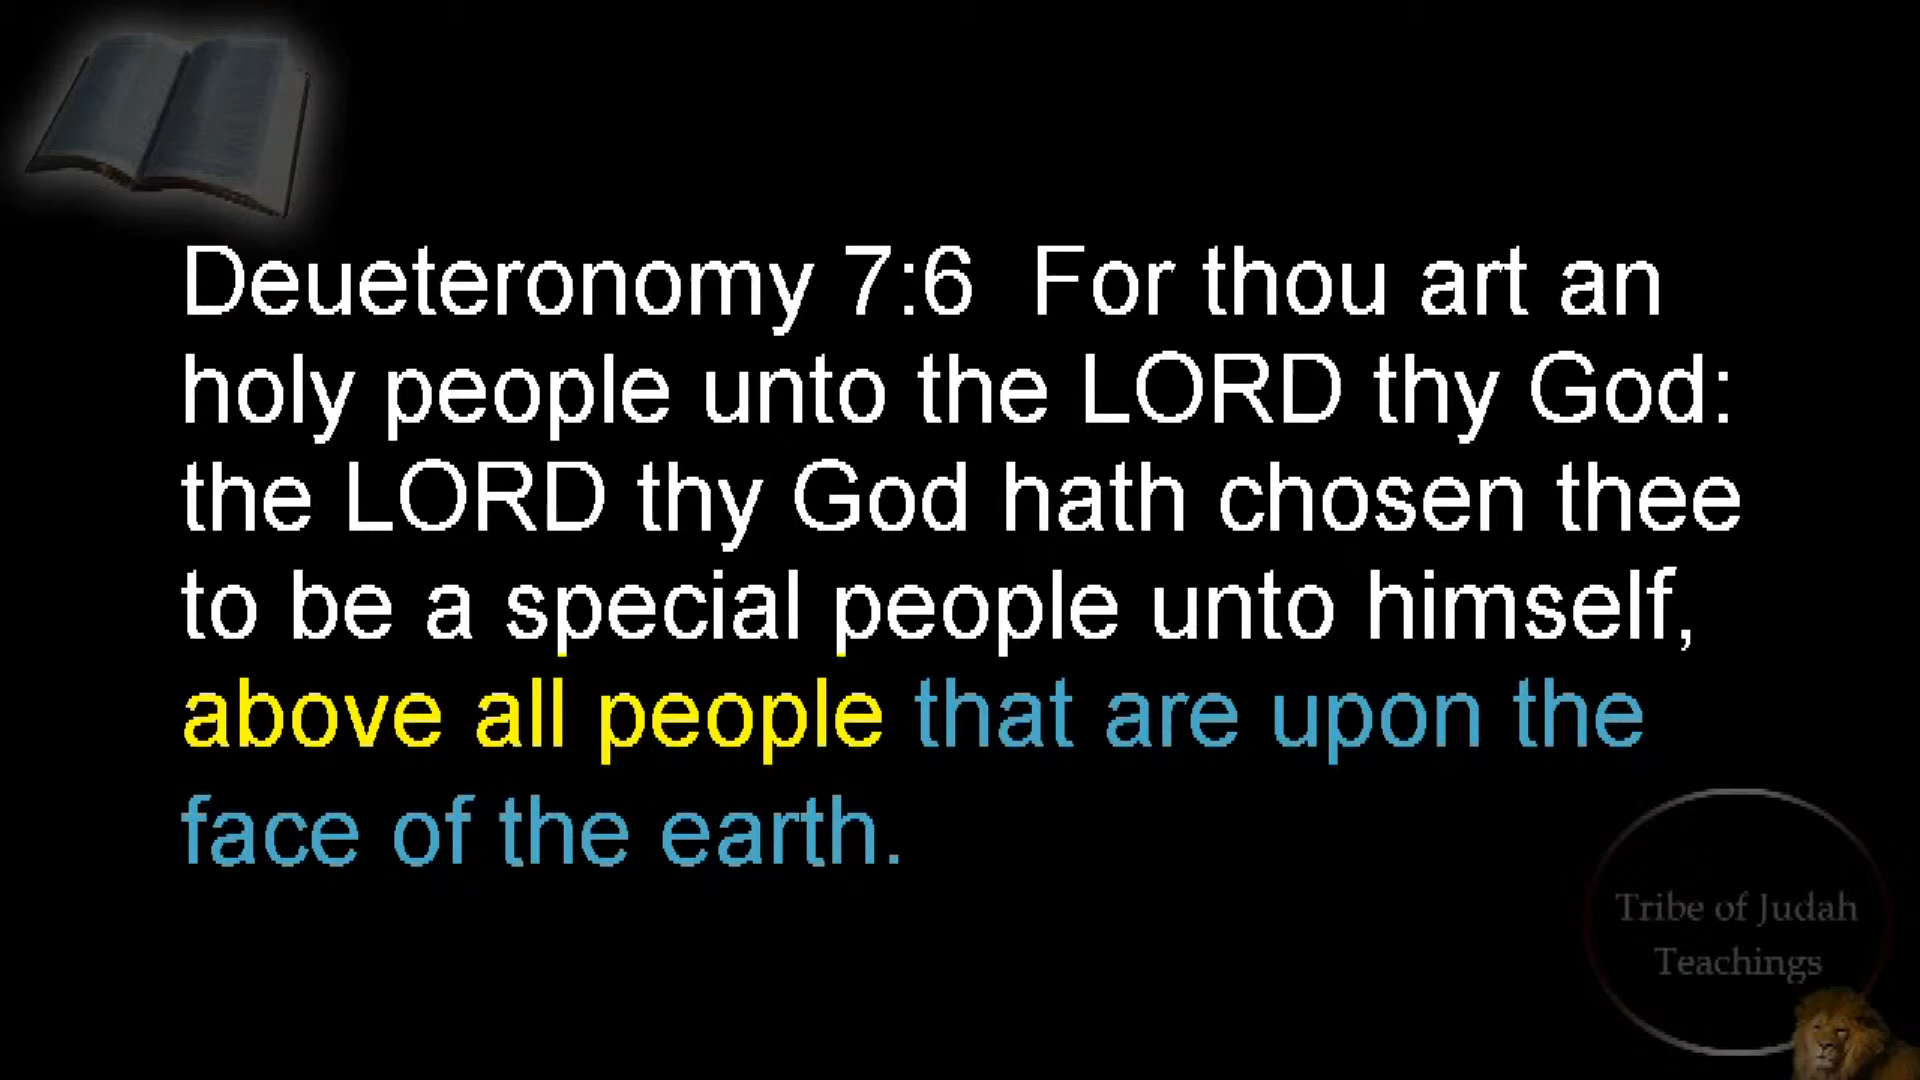 Deueteronomy 7:6  For thou art an
holy people unto the LORD thy God:
the LORD thy God hath chosen thee
to be a special people unto himself,
above all people that are upon the
face of the earth.
Tribe of Judah
Teachings